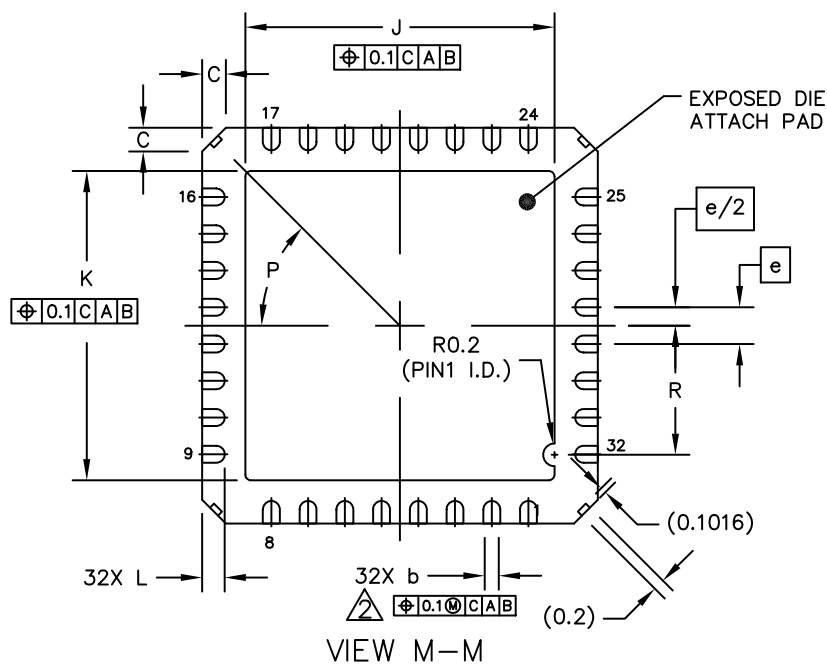 J
⌖ 0.1 C A B
C
17
24
EXPOSED DIE
ATTACH PAD
C
16
25
e/2
K
P
e
⌖ 0.1 C A B
R0.2
(PIN1 I.D.)
R
9
32
1
(0.1016)
8
32X L
32X b
(0.2)
2
⌖ 0.1 Ⓜ C A B
VIEW M-M